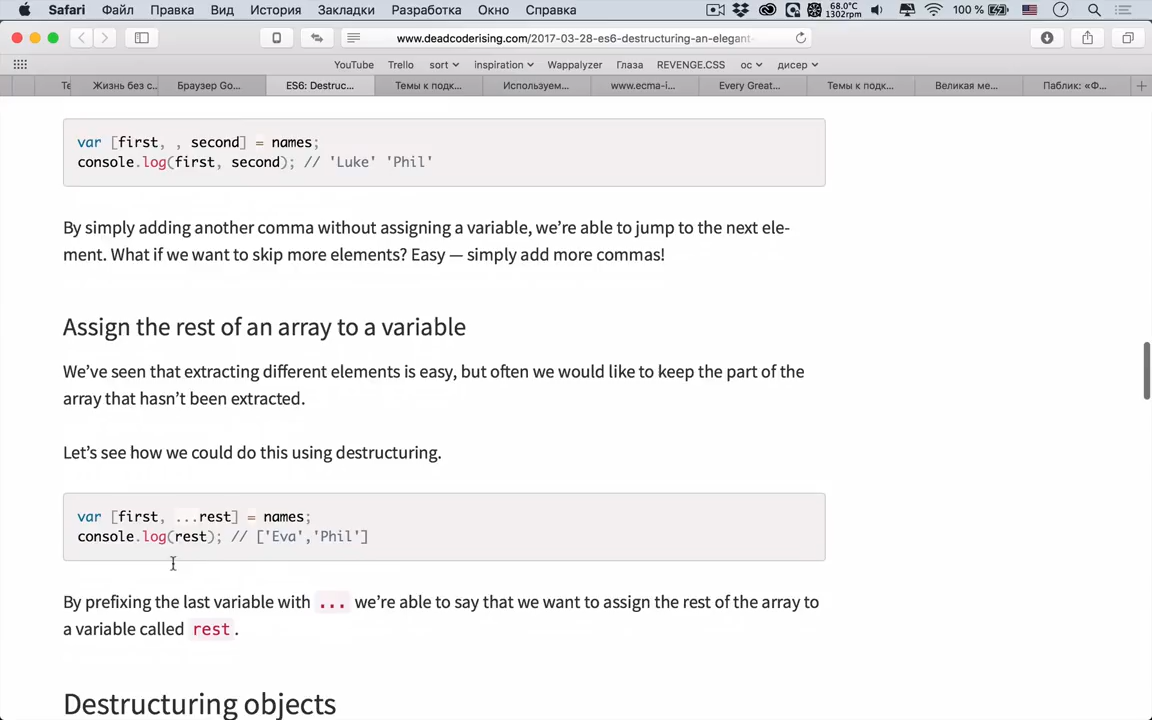 Safari Файл Правка Вид История Закладки Разработка Окно Справка 68.0°C 1302rpm 100 %
www.deadcoderising.com/2017-03-28-es6-destructuring-an-elegant-
YouTube Trello sort inspiration Wappalyzer Глаза REVENGE.CSS ос дисер
Те Жизнь без с... Браузер Go... ES6: Destruc... Темы к подк... Используем... www.ecma-i... Every Great... Темы к подк... Великая ме... Паблик: «Ф...
var [first, , second] = names;
console.log(first, second); // 'Luke' 'Phil'
By simply adding another comma without assigning a variable, we’re able to jump to the next ele-
ment. What if we want to skip more elements? Easy — simply add more commas!
Assign the rest of an array to a variable
We’ve seen that extracting different elements is easy, but often we would like to keep the part of the
array that hasn’t been extracted.
Let’s see how we could do this using destructuring.
var [first, ...rest] = names;
console.log(rest); // ['Eva','Phil']
By prefixing the last variable with ... we’re able to say that we want to assign the rest of the array to
a variable called rest.
Destructuring objects